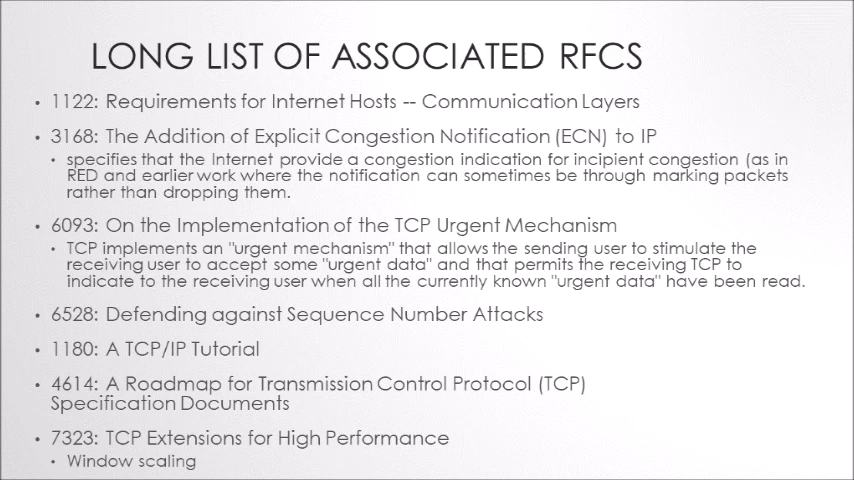 LONG LIST OF ASSOCIATED RFCS
• 1122: Requirements for Internet Hosts -- Communication Layers
• 3168: The Addition of Explicit Congestion Notification (ECN) to IP
• specifies that the Internet provide a congestion indication for incipient congestion (as in
RED and earlier work where the notification can sometimes be through marking packets
rather than dropping them.
• 6093: On the Implementation of the TCP Urgent Mechanism
• TCP implements an "urgent mechanism" that allows the sending user to stimulate the
receiving user to accept some "urgent data" and that permits the receiving TCP to
indicate to the receiving user when all the currently known "urgent data" have been read.
• 6528: Defending against Sequence Number Attacks
• 1180: A TCP/IP Tutorial
• 4614: A Roadmap for Transmission Control Protocol (TCP)
Specification Documents
• 7323: TCP Extensions for High Performance
• Window scaling